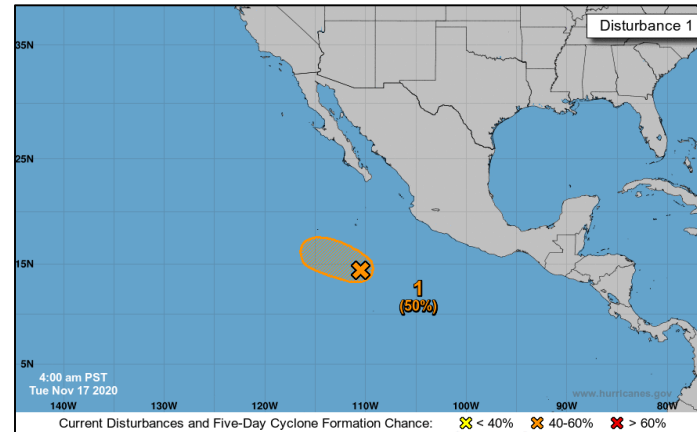 Disturbance 1
35N
25N
15N
1
(50%)
5N
4:00 am PST
Tue Nov 17 2020
www.hurricanes.gov
140W 130W 120W 110W 100W 90W 80W
Current Disturbances and Five-Day Cyclone Formation Chance: < 40% 40-60% > 60%